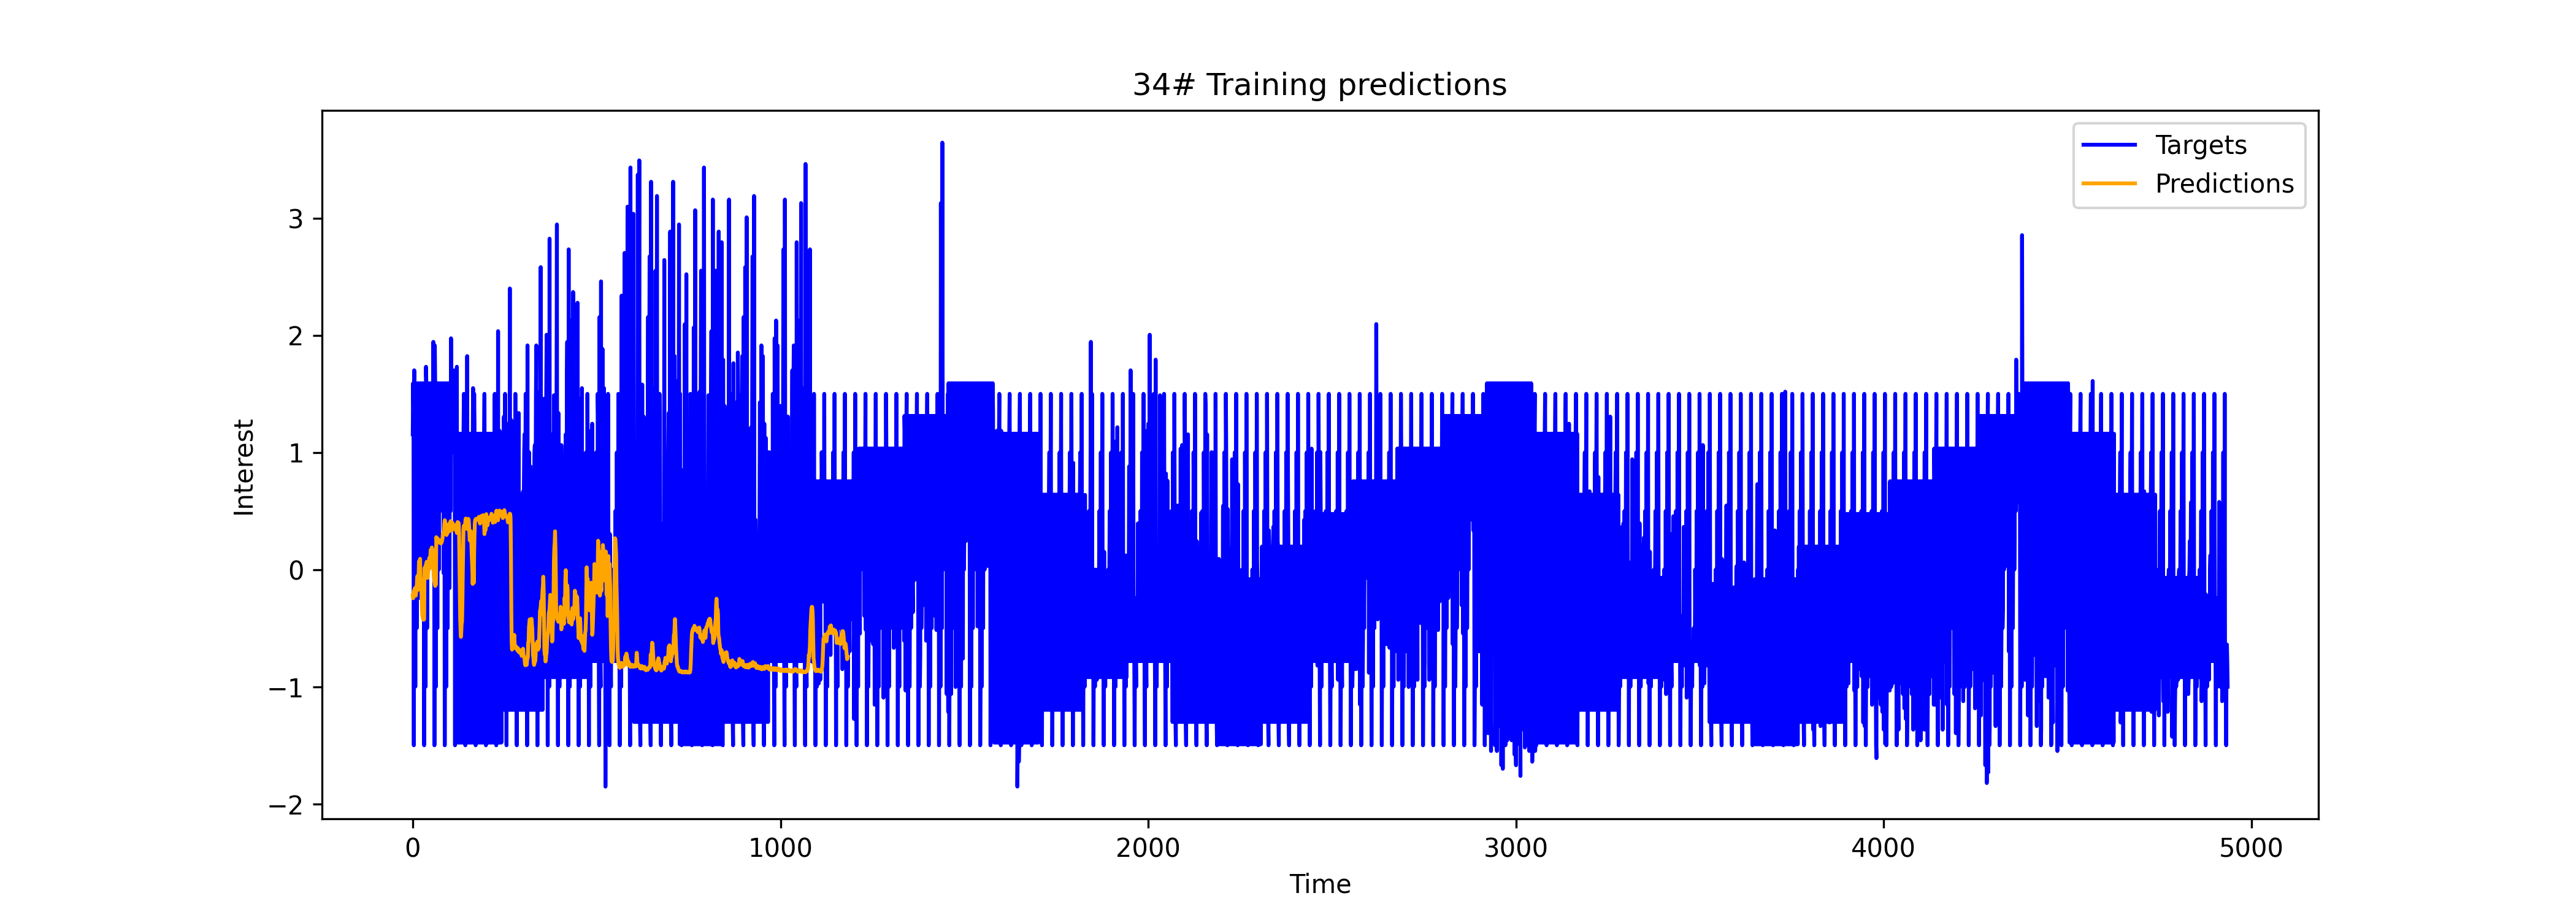 34# Training predictions
Targets
Predictions
Interest
3
2
1
0
−1
−2
0 1000 2000 3000 4000 5000
Time